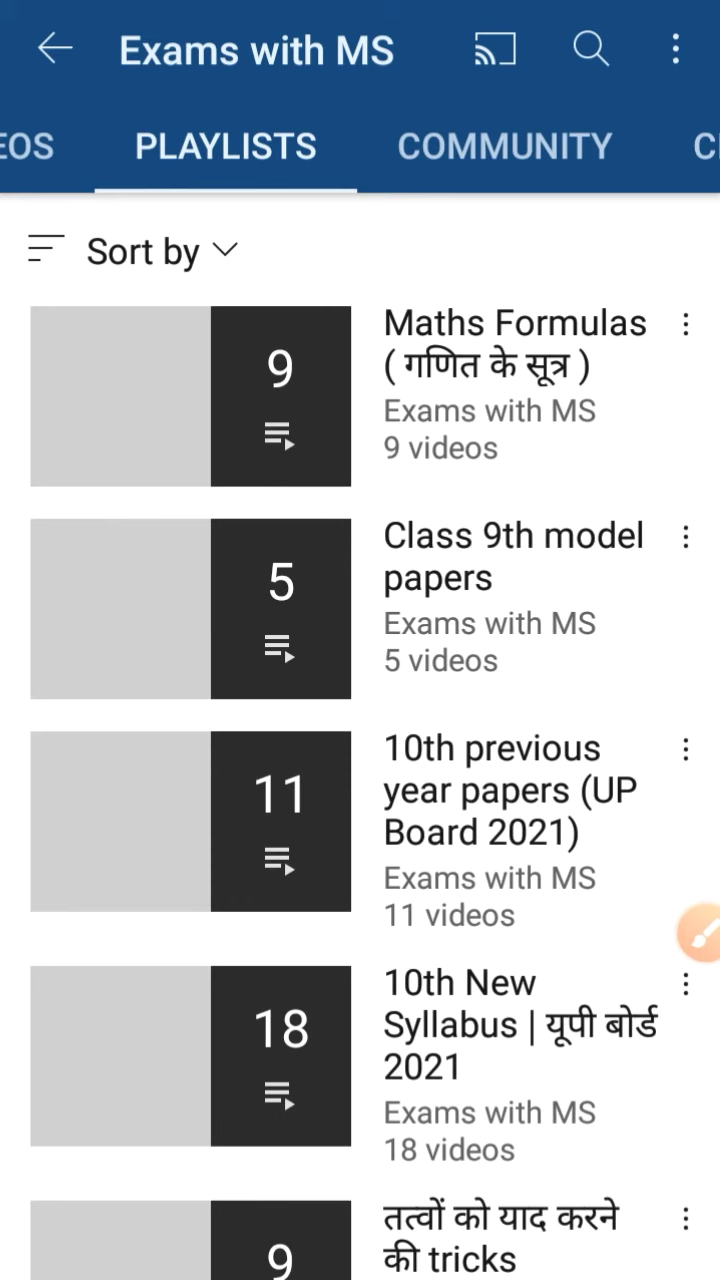 Exams with MS
EOS PLAYLISTS COMMUNITY
Sort by
9
Maths Formulas
( गणित के सूत्र )
Exams with MS
9 videos
5
Class 9th model
papers
Exams with MS
5 videos
11
10th previous
year papers (UP
Board 2021)
Exams with MS
11 videos
18
10th New
Syllabus | यूपी बोर्ड
2021
Exams with MS
18 videos
9
तत्वों को याद करने
की tricks